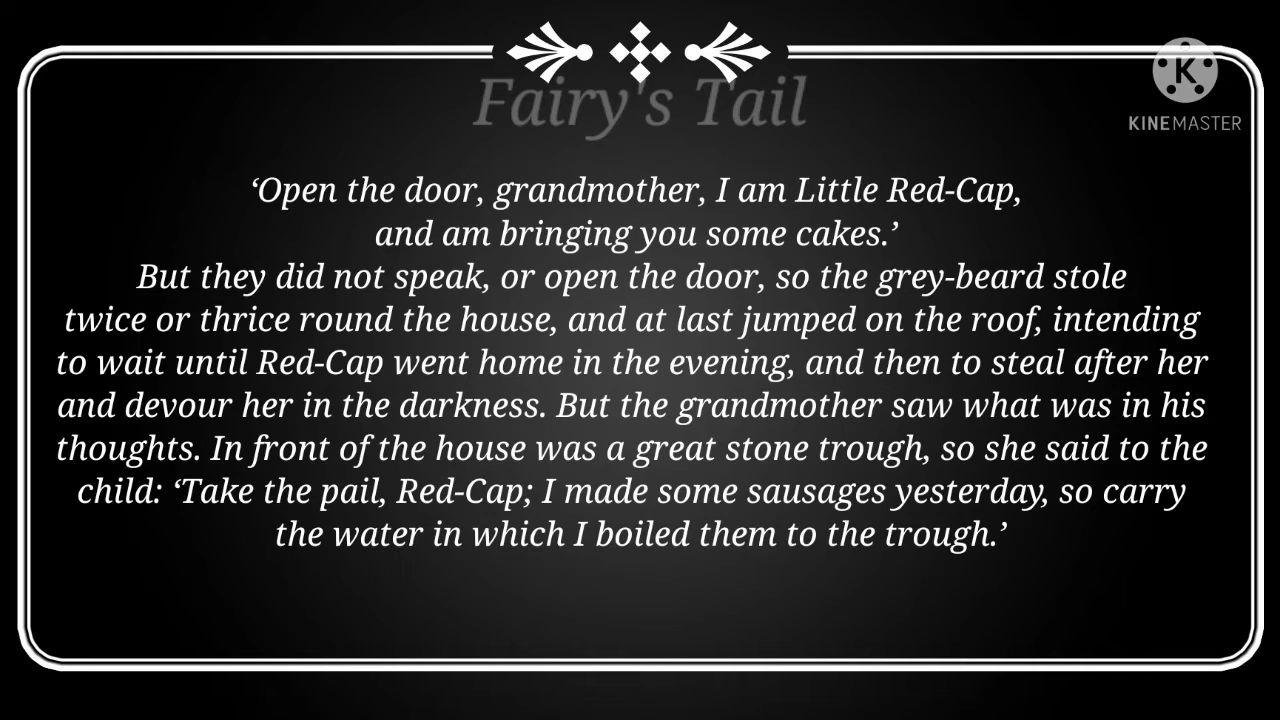 Fairy's Tail
K
KINEMASTER
‘Open the door, grandmother, I am Little Red-Cap,
and am bringing you some cakes.’
But they did not speak, or open the door, so the grey-beard stole
twice or thrice round the house, and at last jumped on the roof, intending
to wait until Red-Cap went home in the evening, and then to steal after her
and devour her in the darkness. But the grandmother saw what was in his
thoughts. In front of the house was a great stone trough, so she said to the
child: ‘Take the pail, Red-Cap; I made some sausages yesterday, so carry
the water in which I boiled them to the trough.’